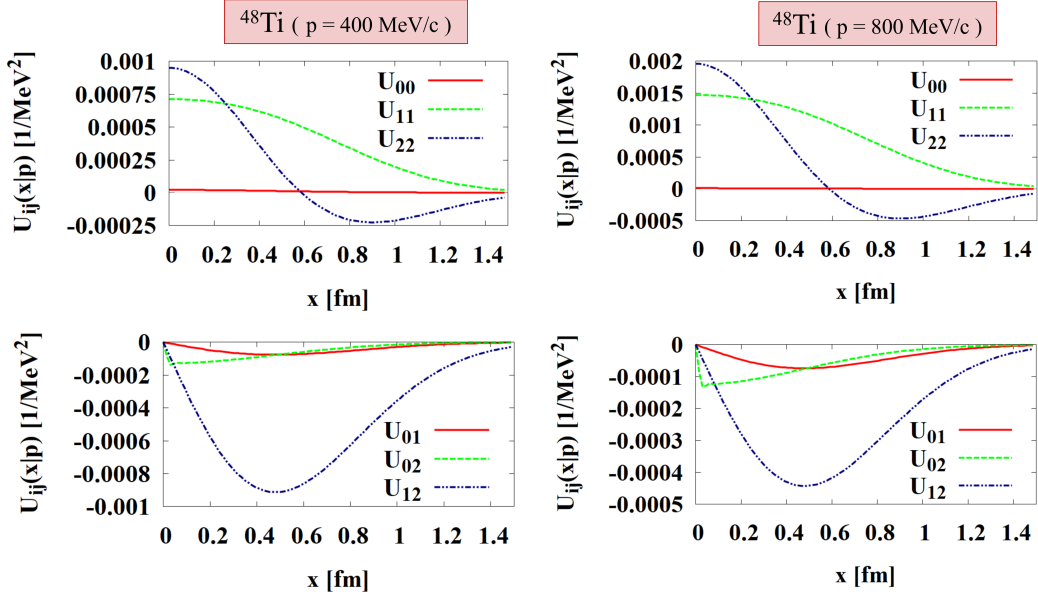 ⁴⁸Ti ( p = 400 MeV/c )
U_ij(x|p) [1/MeV²]
0.001
0.00075
0.0005
0.00025
0
-0.00025
U₀₀
U₁₁
U₂₂
0 0.2 0.4 0.6 0.8 1 1.2 1.4
x [fm]
⁴⁸Ti ( p = 800 MeV/c )
U_ij(x|p) [1/MeV²]
0.002
0.0015
0.001
0.0005
0
-0.0005
U₀₀
U₁₁
U₂₂
0 0.2 0.4 0.6 0.8 1 1.2 1.4
x [fm]
U_ij(x|p) [1/MeV²]
0
-0.0002
-0.0004
-0.0006
-0.0008
-0.001
U₀₁
U₀₂
U₁₂
0 0.2 0.4 0.6 0.8 1 1.2 1.4
x [fm]
U_ij(x|p) [1/MeV²]
0
-0.0001
-0.0002
-0.0003
-0.0004
-0.0005
U₀₁
U₀₂
U₁₂
0 0.2 0.4 0.6 0.8 1 1.2 1.4
x [fm]